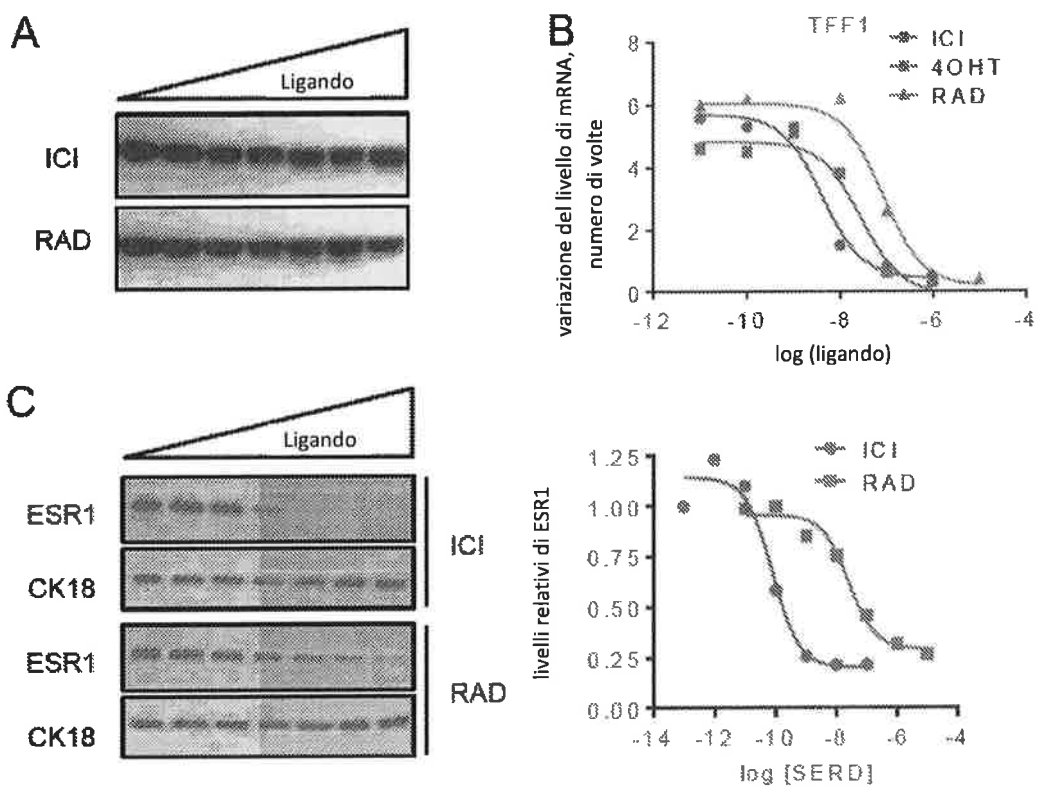 A
Ligando
ICI
RAD
B
TFF1
ICI
4OHT
RAD
variazione del livello di mRNA,
numero di volte
8
6
4
2
0
-12
-10
-8
-6
-4
log (ligando)
C
Ligando
ESR1
CK18
ICI
ESR1
CK18
RAD
ICI
RAD
livelli relativi di ESR1
1.25
1.00
0.75
0.50
0.25
0.00
-14
-12
-10
-8
-6
-4
log [SERD]